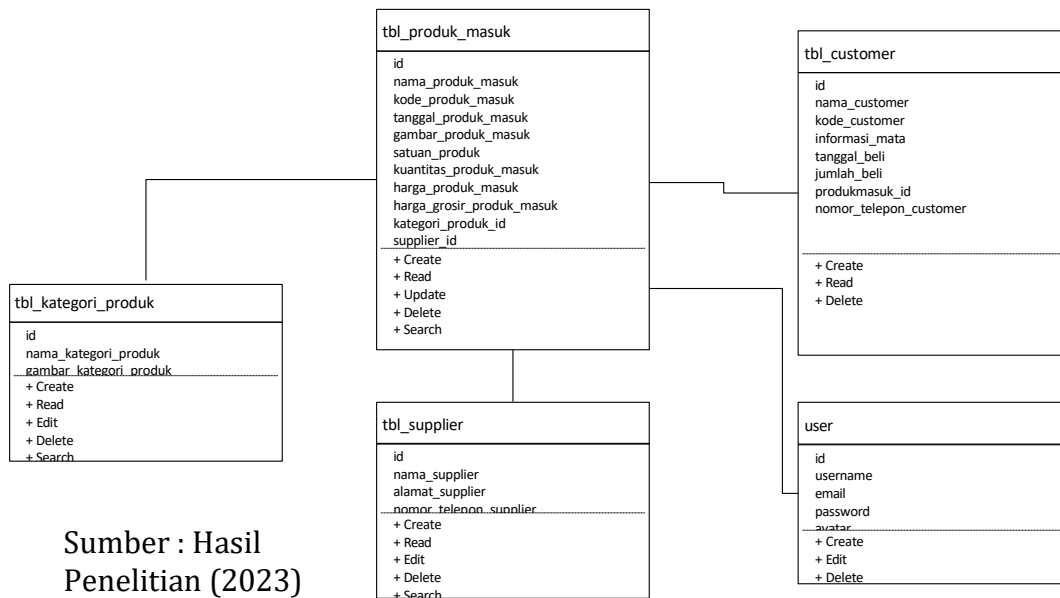 tbl_produk_masuk
id
nama_produk_masuk
kode_produk_masuk
tanggal_produk_masuk
gambar_produk_masuk
satuan_produk
kuantitas_produk_masuk
harga_produk_masuk
harga_grosir_produk_masuk
kategori_produk_id
supplier_id
+ Create
+ Read
+ Update
+ Delete
+ Search
tbl_customer
id
nama_customer
kode_customer
informasi_mata
tanggal_beli
jumlah_beli
produkmasuk_id
nomor_telepon_customer
+ Create
+ Read
+ Delete
tbl_kategori_produk
id
nama_kategori_produk
gambar_kategori_produk
+ Create
+ Read
+ Edit
+ Delete
+ Search
tbl_supplier
id
nama_supplier
alamat_supplier
nomor_telepon_supplier
+ Create
+ Read
+ Edit
+ Delete
+ Search
user
id
username
email
password
avatar
+ Create
+ Edit
+ Delete
Sumber : Hasil
Penelitian (2023)